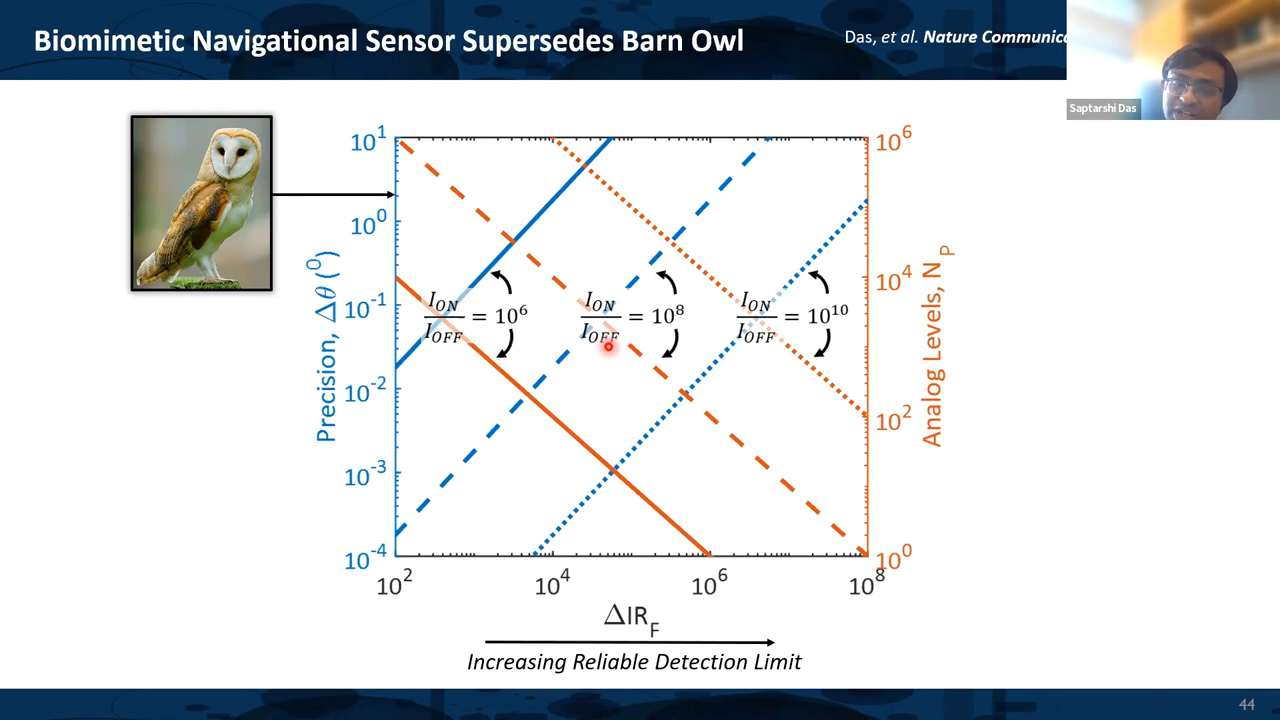 Biomimetic Navigational Sensor Supersedes Barn Owl
Das, et al. Nature
Saptarshi Das
10^1
10^0
10^-1
10^-2
10^-3
10^-4
Precision, Δθ (⁰)
I_ON/I_OFF = 10^6
I_ON/I_OFF = 10^8
I_ON/I_OFF = 10^10
10^6
10^4
10^2
10^0
Analog Levels, N_P
10^2 10^4 10^6 10^8
ΔIR_F
Increasing Reliable Detection Limit
44